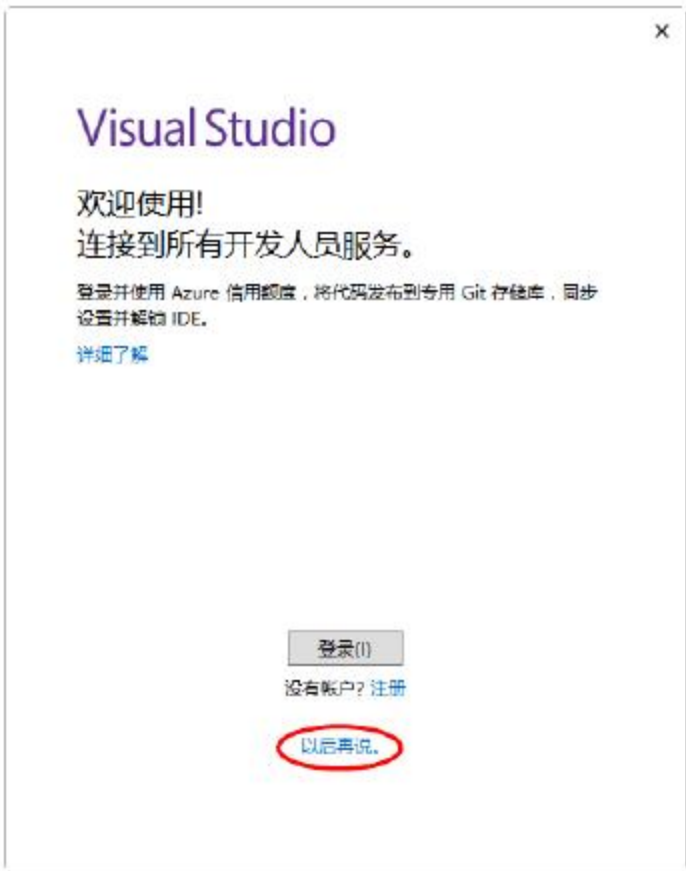 Visual Studio
欢迎使用!
连接到所有开发人员服务。
登录并使用 Azure 信用额度，将代码发布到专用 Git 存储库，同步
设置并解锁 IDE。
详细了解
登录(I)
没有帐户? 注册
以后再说。